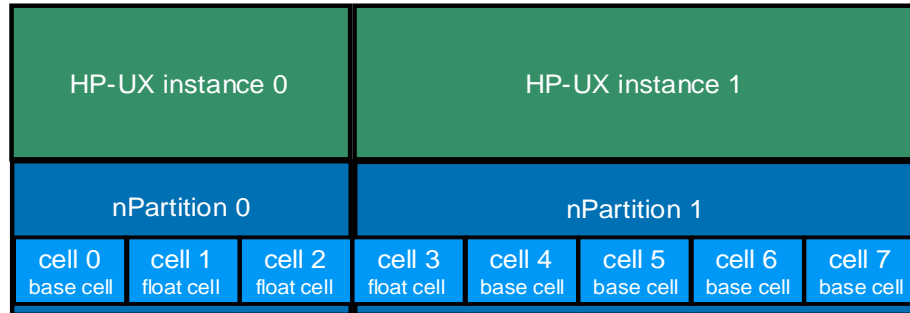 HP-UX instance 0
HP-UX instance 1
nPartition 0
nPartition 1
cell 0
base cell
cell 1
float cell
cell 2
float cell
cell 3
float cell
cell 4
base cell
cell 5
base cell
cell 6
base cell
cell 7
base cell